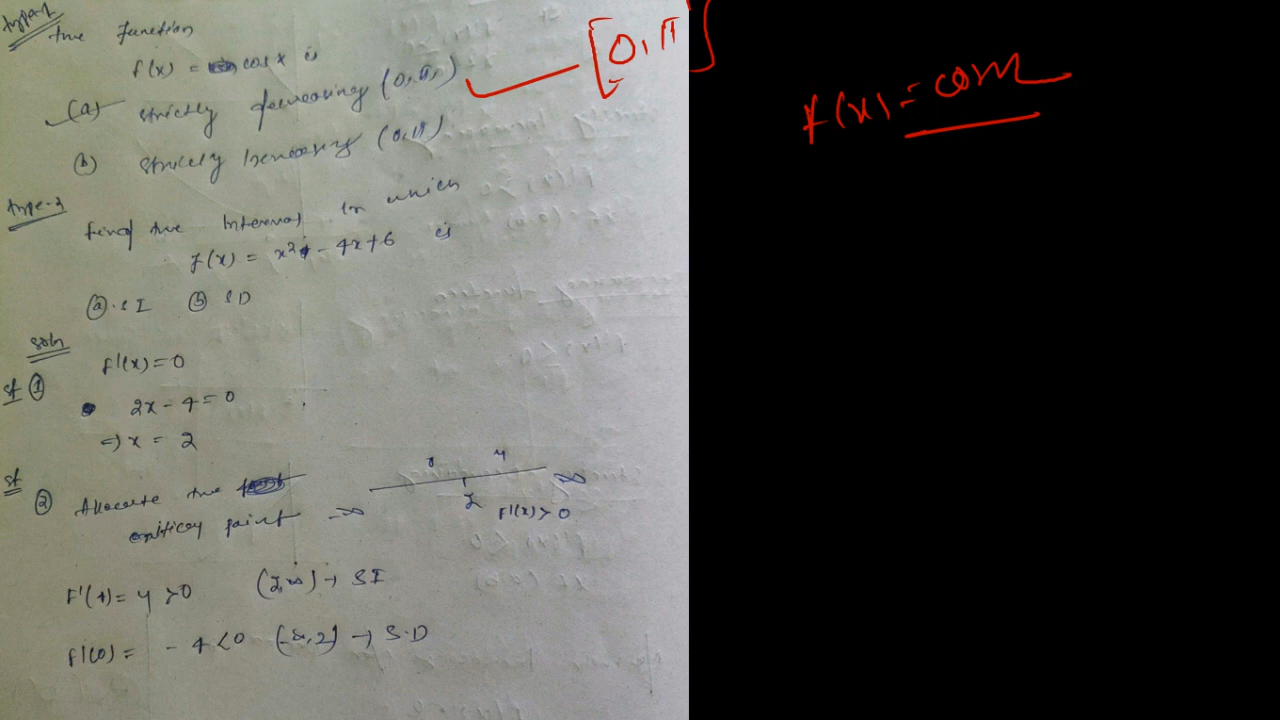 type-1
the function
f(x) = cos x is
(a) strictly decreasing (0, π)
[0, π]
(b) strictly Increasing (0, π)
type-2
find the Interval in which
f(x) = x² - 4x + 6 is
(a) S I (b) S D
Soln
f'(x) = 0
st (1)
2x - 4 = 0
⇒ x = 2
st (2) Allocate the
critical point
-∞ 0 2 4 ∞
F'(x) > 0
F'(4) = 4 > 0 (2, ∞) → S I
F'(0) = - 4 < 0 (-∞, 2) → S.D
f(x) = cosx